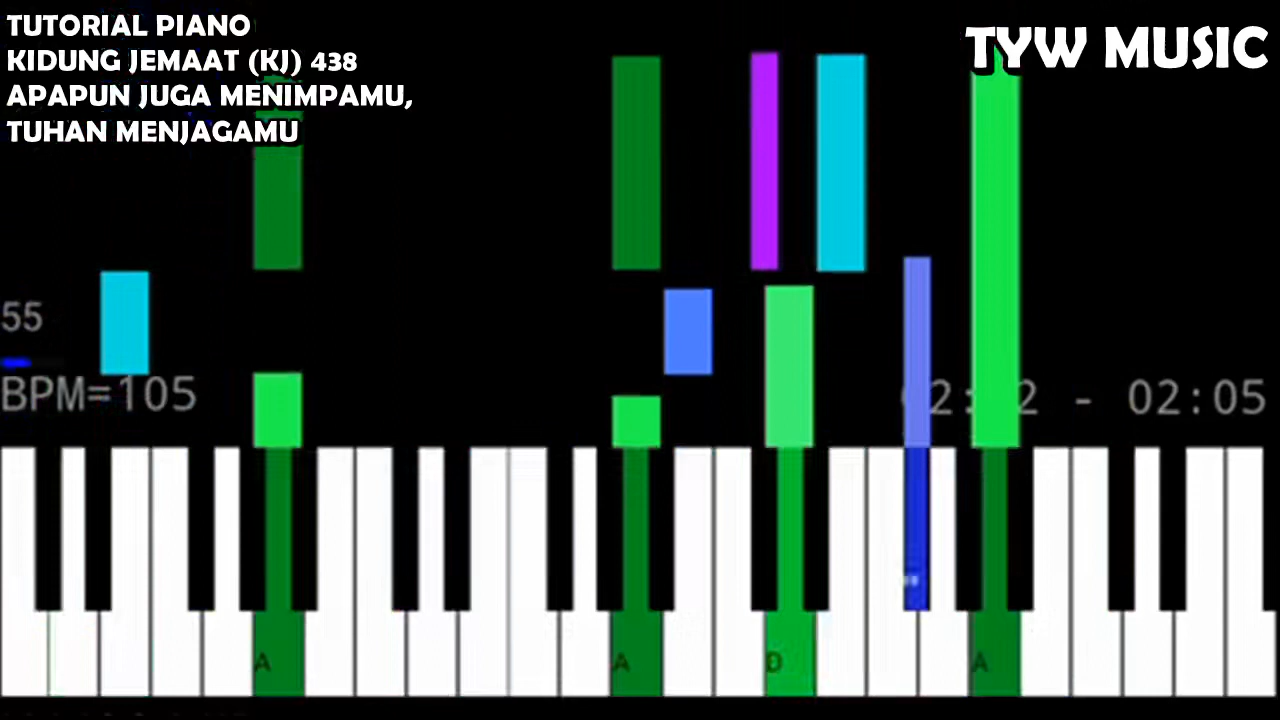 TUTORIAL PIANO
KIDUNG JEMAAT (KJ) 438
APAPUN JUGA MENIMPAMU,
TUHAN MENJAGAMU
TYW MUSIC
55
BPM=105
- 02:05
A
A
D
A